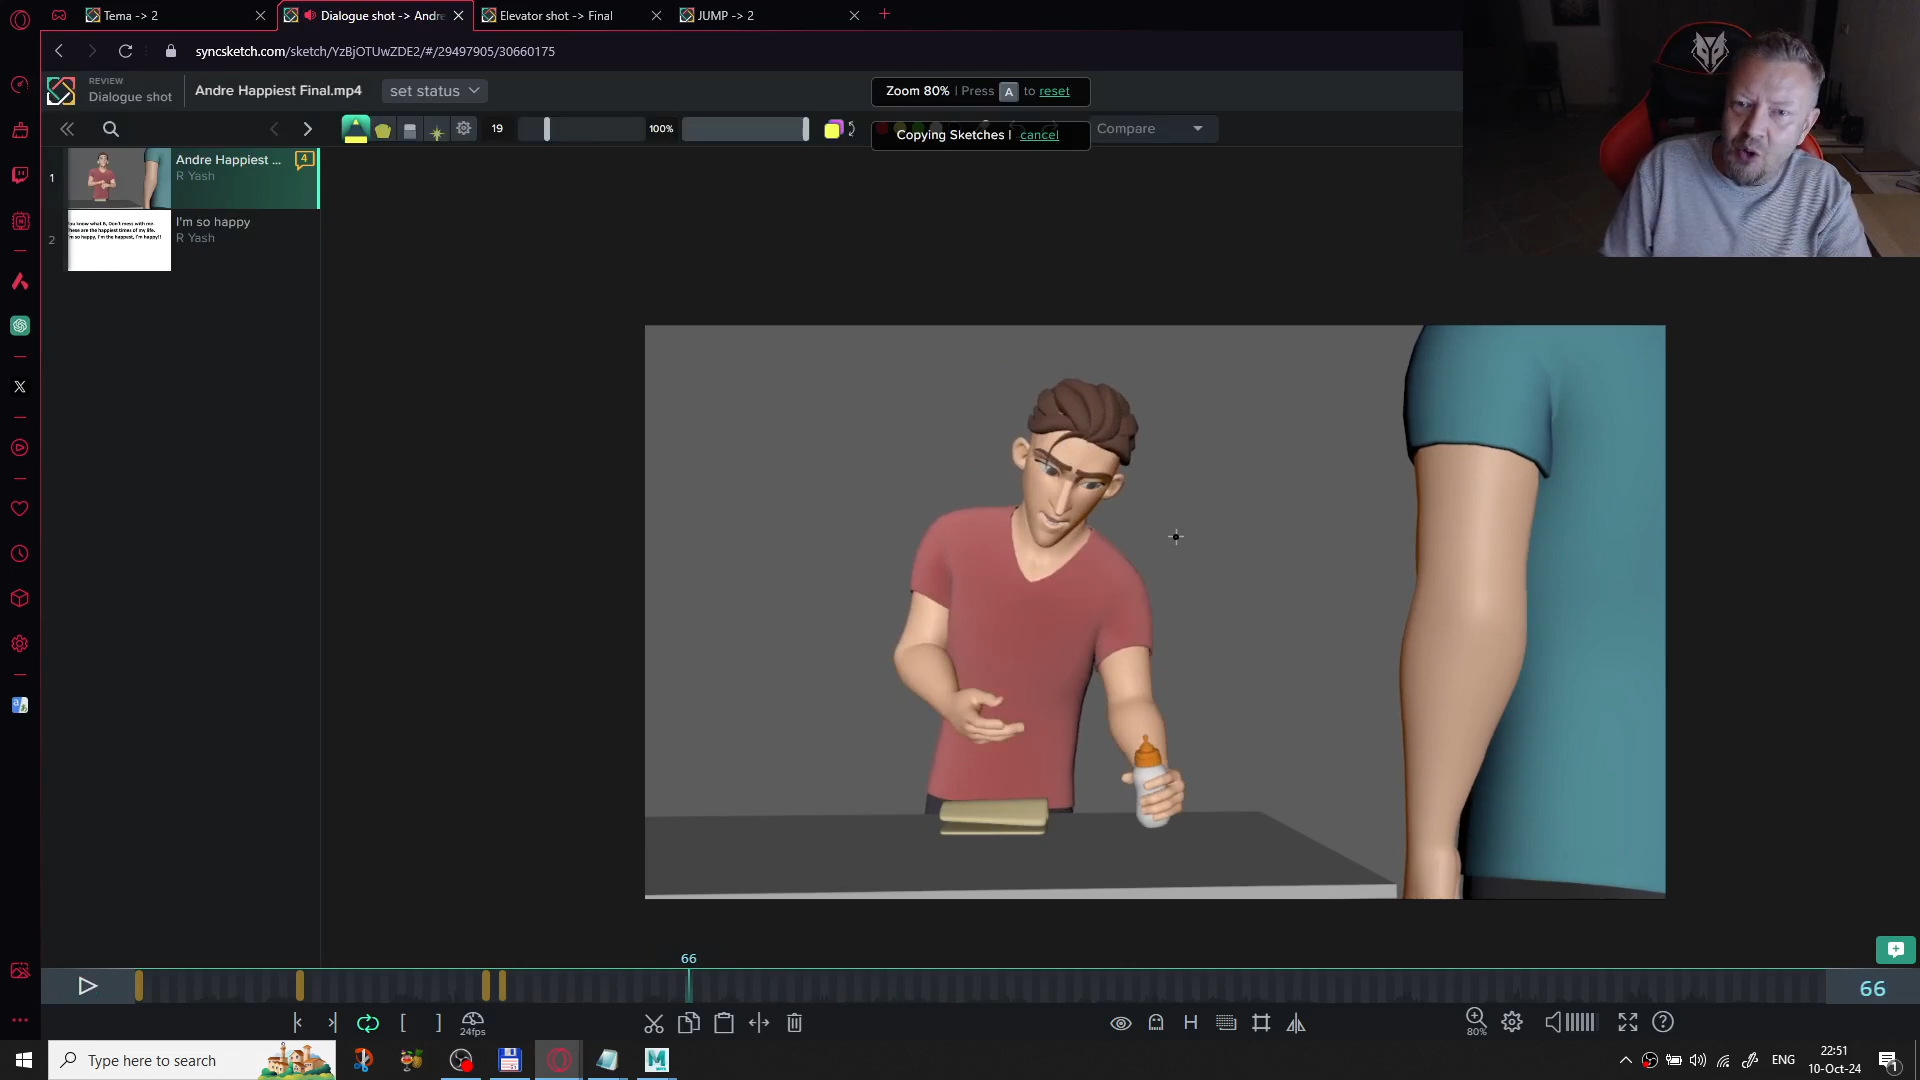 Tema -> 2
Dialogue shot -> Andre
Elevator shot -> Final
JUMP -> 2
syncsketch.com/sketch/YzBjOTUwZDE2/#/29497905/30660175
REVIEW
Dialogue shot
Andre Happiest Final.mp4
set status
Zoom 80% | Press A to reset
19
100%
Copying Sketches | cancel
Compare
1
Andre Happiest ...
R Yash
4
2
I'm so happy
R Yash
66
66
24fps
H
80%
Type here to search
ENG
22:51
10-Oct-24
1